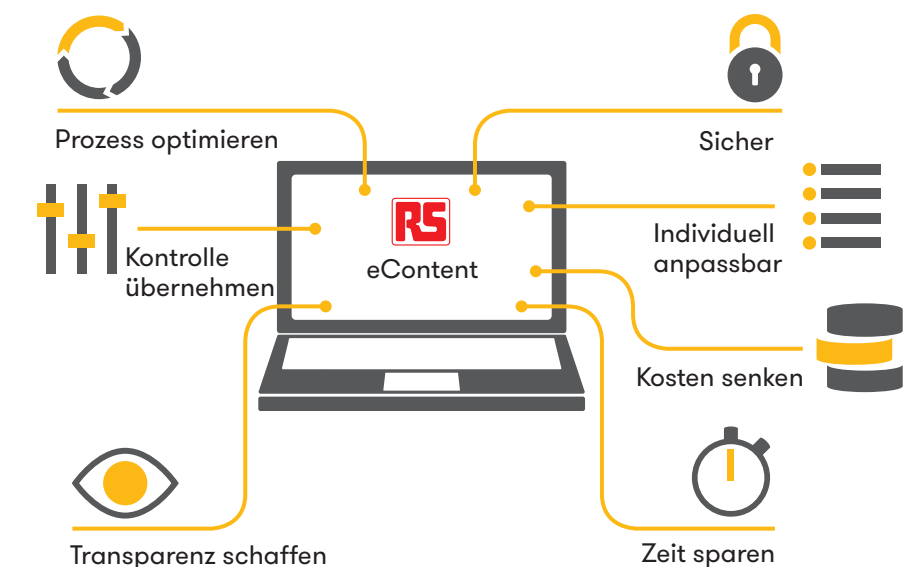 Prozess optimieren
Sicher
RS
eContent
Kontrolle
übernehmen
Individuell
anpassbar
Kosten senken
Transparenz schaffen
Zeit sparen